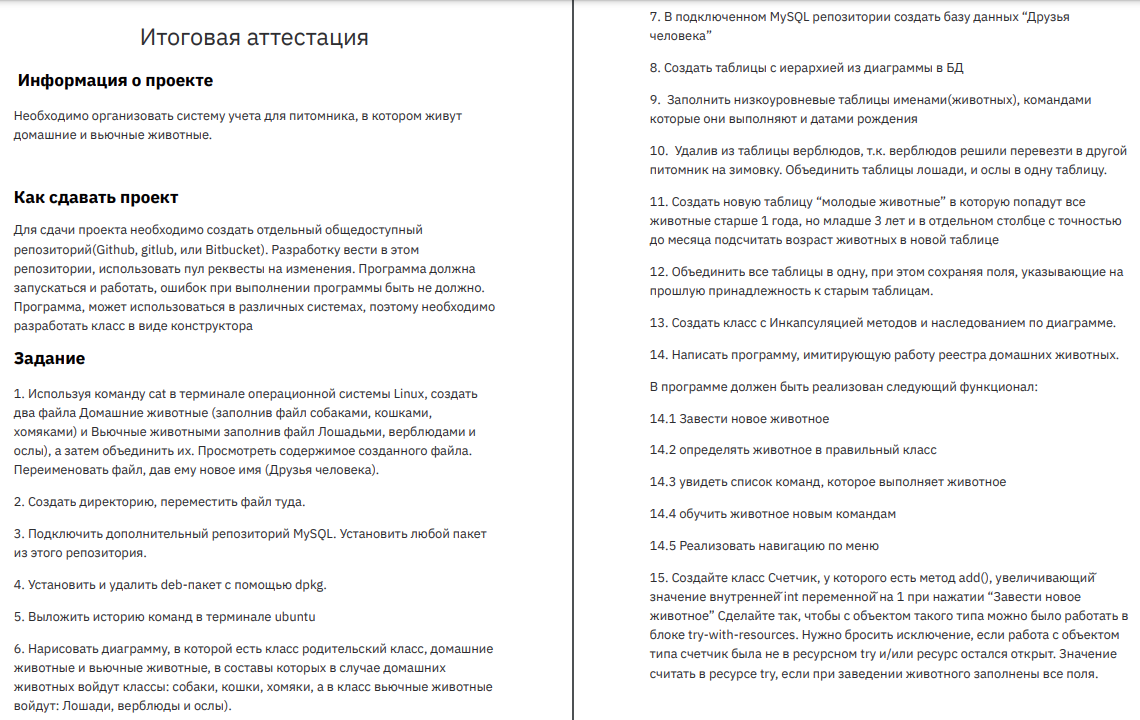 Итоговая аттестация
Информация о проекте
Необходимо организовать систему учета для питомника, в котором живут
домашние и вьючные животные.
Как сдавать проект
Для сдачи проекта необходимо создать отдельный общедоступный
репозиторий(Github, gitlub, или Bitbucket). Разработку вести в этом
репозитории, использовать пул реквесты на изменения. Программа должна
запускаться и работать, ошибок при выполнении программы быть не должно.
Программа, может использоваться в различных системах, поэтому необходимо
разработать класс в виде конструктора
Задание
1. Используя команду cat в терминале операционной системы Linux, создать
два файла Домашние животные (заполнив файл собаками, кошками,
хомяками) и Вьючные животными заполнив файл Лошадьми, верблюдами и
ослы), а затем объединить их. Просмотреть содержимое созданного файла.
Переименовать файл, дав ему новое имя (Друзья человека).
2. Создать директорию, переместить файл туда.
3. Подключить дополнительный репозиторий MySQL. Установить любой пакет
из этого репозитория.
4. Установить и удалить deb-пакет с помощью dpkg.
5. Выложить историю команд в терминале ubuntu
6. Нарисовать диаграмму, в которой есть класс родительский класс, домашние
животные и вьючные животные, в составы которых в случае домашних
животных войдут классы: собаки, кошки, хомяки, а в класс вьючные животные
войдут: Лошади, верблюды и ослы).
7. В подключенном MySQL репозитории создать базу данных “Друзья
человека”
8. Создать таблицы с иерархией из диаграммы в БД
9. Заполнить низкоуровневые таблицы именами(животных), командами
которые они выполняют и датами рождения
10. Удалив из таблицы верблюдов, т.к. верблюдов решили перевезти в другой
питомник на зимовку. Объединить таблицы лошади, и ослы в одну таблицу.
11. Создать новую таблицу “молодые животные” в которую попадут все
животные старше 1 года, но младше 3 лет и в отдельном столбце с точностью
до месяца подсчитать возраст животных в новой таблице
12. Объединить все таблицы в одну, при этом сохраняя поля, указывающие на
прошлую принадлежность к старым таблицам.
13. Создать класс с Инкапсуляцией методов и наследованием по диаграмме.
14. Написать программу, имитирующую работу реестра домашних животных.
В программе должен быть реализован следующий функционал:
14.1 Завести новое животное
14.2 определять животное в правильный класс
14.3 увидеть список команд, которое выполняет животное
14.4 обучить животное новым командам
14.5 Реализовать навигацию по меню
15. Создайте класс Счетчик, у которого есть метод add(), увеличивающий̆
значение внутренней̆ int переменной̆ на 1 при нажатии “Завести новое
животное” Сделайте так, чтобы с объектом такого типа можно было работать в
блоке try-with-resources. Нужно бросить исключение, если работа с объектом
типа счетчик была не в ресурсном try и/или ресурс остался открыт. Значение
считать в ресурсе try, если при заведении животного заполнены все поля.